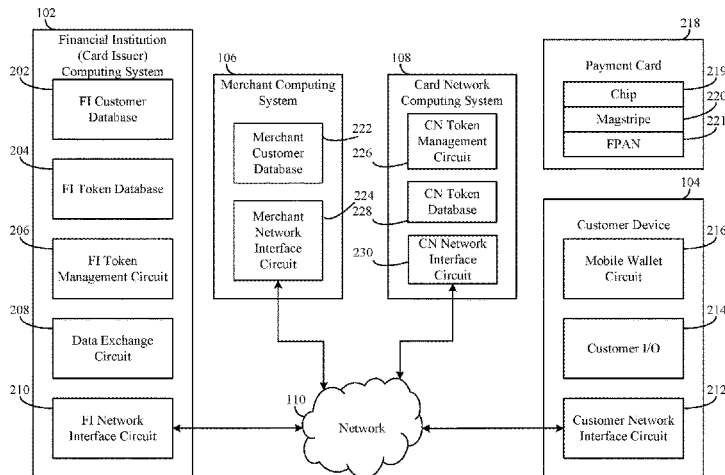 102
Financial Institution
(Card Issuer)
Computing System
202
FI Customer
Database
204
FI Token Database
206
FI Token
Management Circuit
208
Data Exchange
Circuit
210
FI Network
Interface Circuit
106
Merchant Computing
System
222
Merchant
Customer
Database
224
Merchant
Network
Interface
Circuit
108
Card Network
Computing System
CN Token
Management
Circuit
226
CN Token
Database
228
CN Network
Interface
Circuit
230
110
Network
218
Payment Card
219
Chip
220
Magstripe
221
FPAN
104
Customer Device
216
Mobile Wallet
Circuit
214
Customer I/O
212
Customer Network
Interface Circuit